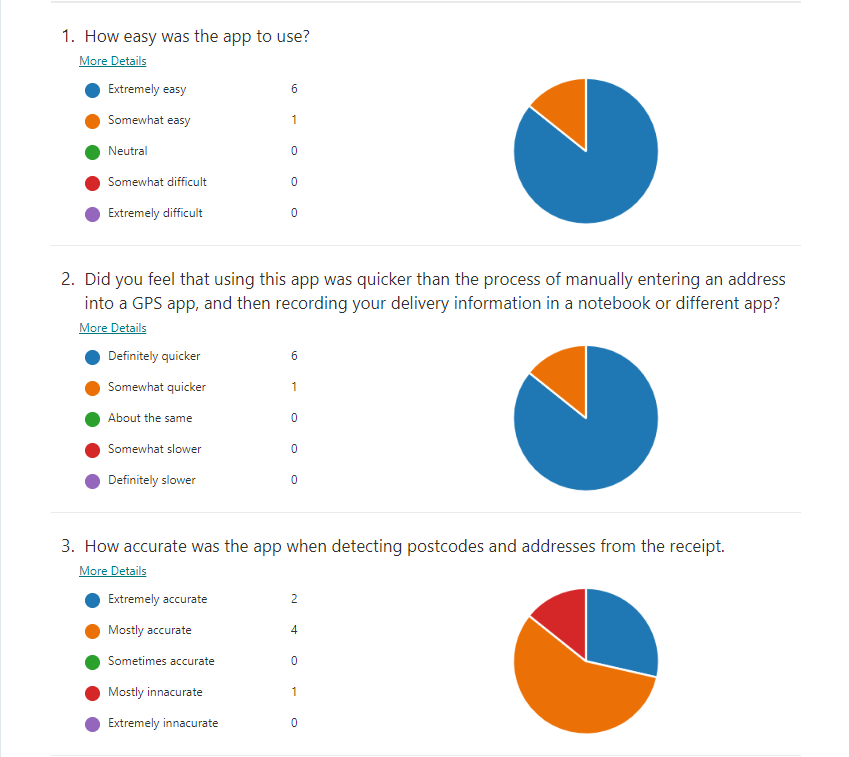 1. How easy was the app to use?
More Details
Extremely easy 6
Somewhat easy 1
Neutral 0
Somewhat difficult 0
Extremely difficult 0
2. Did you feel that using this app was quicker than the process of manually entering an address
into a GPS app, and then recording your delivery information in a notebook or different app?
More Details
Definitely quicker 6
Somewhat quicker 1
About the same 0
Somewhat slower 0
Definitely slower 0
3. How accurate was the app when detecting postcodes and addresses from the receipt.
More Details
Extremely accurate 2
Mostly accurate 4
Sometimes accurate 0
Mostly innacurate 1
Extremely innacurate 0